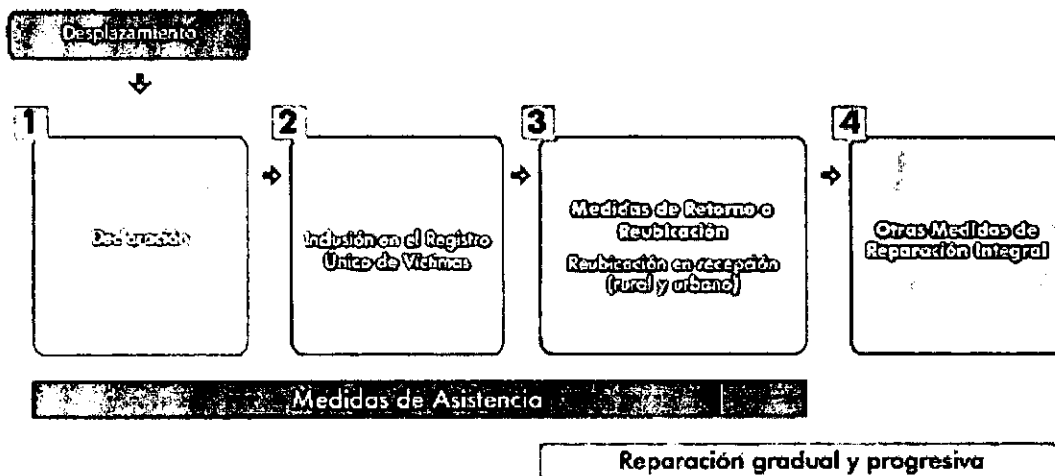 Desplazamiento
1
Declaración
2
Inclusión en el Registro
Único de Víctimas
3
Medidas de Retorno o
Reubicación
Reubicación en recepción
(rural y urbano)
4
Otras Medidas de
Reparación Integral
Medidas de Asistencia
Reparación gradual y progresiva